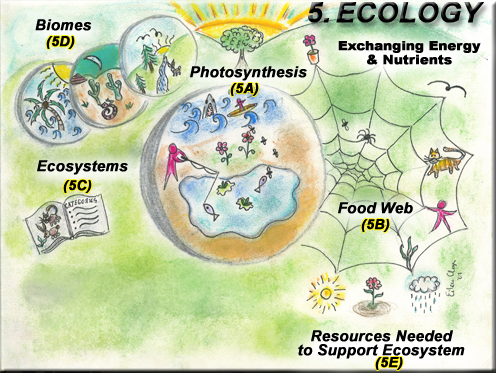 5. ECOLOGY
Exchanging Energy
& Nutrients
Biomes
(5D)
Photosynthesis
(5A)
Ecosystems
(5C)
CATEGORIES
Food Web
(5B)
Resources Needed
to Support Ecosystem
(5E)